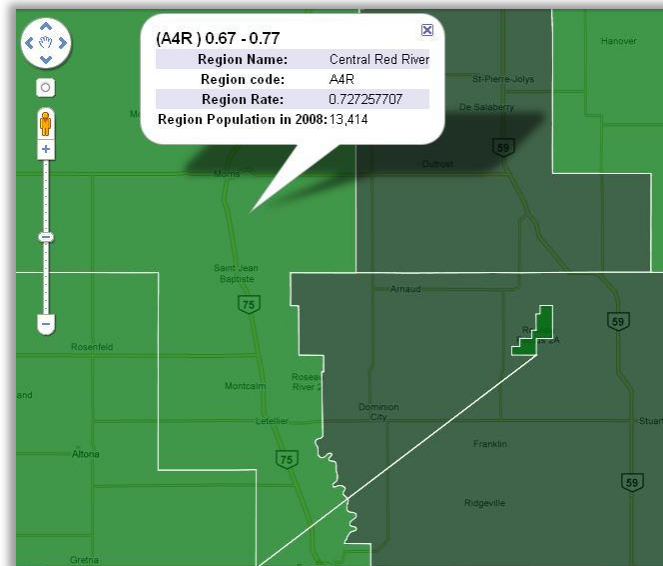 (A4R ) 0.67 - 0.77
Region Name: Central Red River
Region code: A4R
Region Rate: 0.727257707
Region Population in 2008: 13,414
Hanover
St-Pierre-Jolys
De Salaberry
59
Dufrost
Morris
Saint Jean
Baptiste
Arnaud
75
59
Rosenfeld
Montcalm
Letellier
Dominion
City
Altona
Franklin
75
59
Ridgeville
Gretna